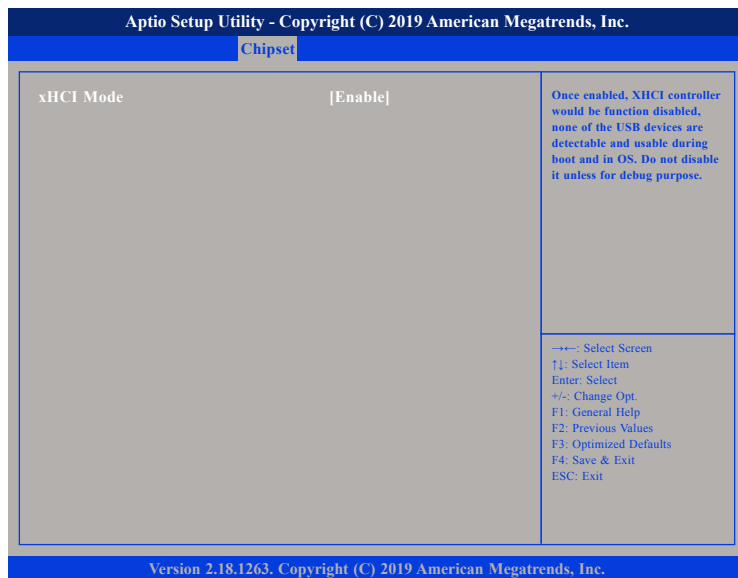 Aptio Setup Utility - Copyright (C) 2019 American Megatrends, Inc.
Chipset
xHCI Mode [Enable]
Once enabled, XHCI controller
would be function disabled,
none of the USB devices are
detectable and usable during
boot and in OS. Do not disable
it unless for debug purpose.
→←: Select Screen
↑↓: Select Item
Enter: Select
+/-: Change Opt.
F1: General Help
F2: Previous Values
F3: Optimized Defaults
F4: Save & Exit
ESC: Exit
Version 2.18.1263. Copyright (C) 2019 American Megatrends, Inc.